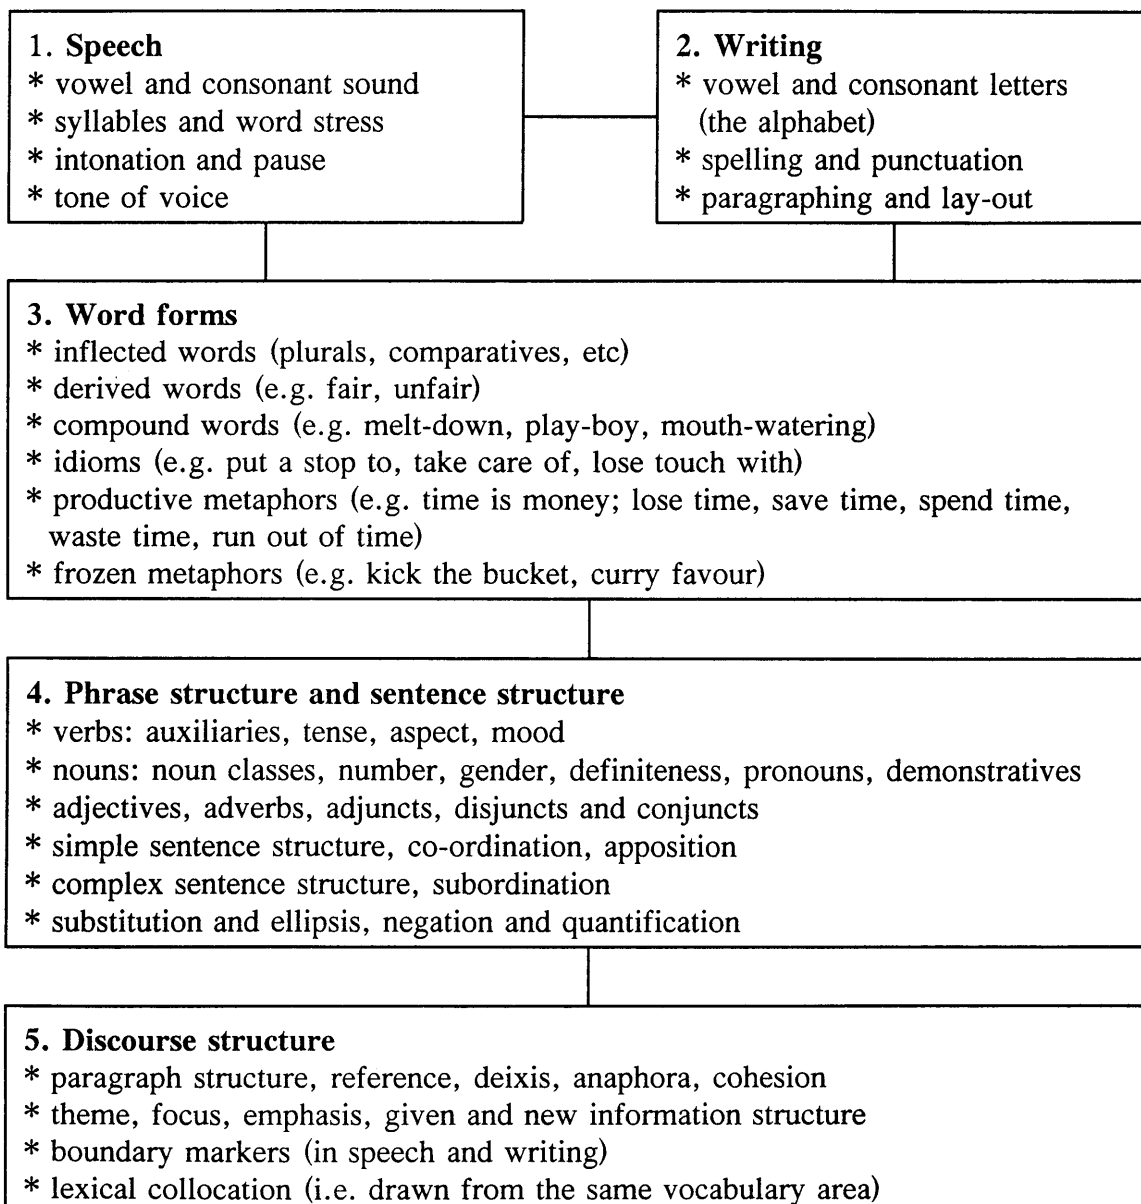 1. Speech
* vowel and consonant sound
* syllables and word stress
* intonation and pause
* tone of voice
2. Writing
* vowel and consonant letters
(the alphabet)
* spelling and punctuation
* paragraphing and lay-out
3. Word forms
* inflected words (plurals, comparatives, etc)
* derived words (e.g. fair, unfair)
* compound words (e.g. melt-down, play-boy, mouth-watering)
* idioms (e.g. put a stop to, take care of, lose touch with)
* productive metaphors (e.g. time is money; lose time, save time, spend time,
waste time, run out of time)
* frozen metaphors (e.g. kick the bucket, curry favour)
4. Phrase structure and sentence structure
* verbs: auxiliaries, tense, aspect, mood
* nouns: noun classes, number, gender, definiteness, pronouns, demonstratives
* adjectives, adverbs, adjuncts, disjuncts and conjuncts
* simple sentence structure, co-ordination, apposition
* complex sentence structure, subordination
* substitution and ellipsis, negation and quantification
5. Discourse structure
* paragraph structure, reference, deixis, anaphora, cohesion
* theme, focus, emphasis, given and new information structure
* boundary markers (in speech and writing)
* lexical collocation (i.e. drawn from the same vocabulary area)